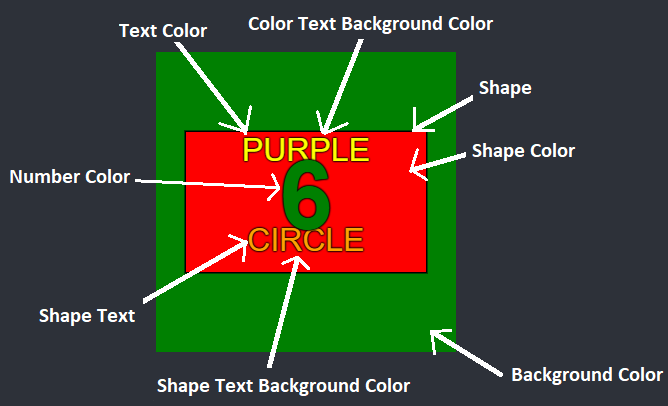 Text Color
Color Text Background Color
Shape
Shape Color
PURPLE
Number Color
6
CIRCLE
Shape Text
Shape Text Background Color
Background Color